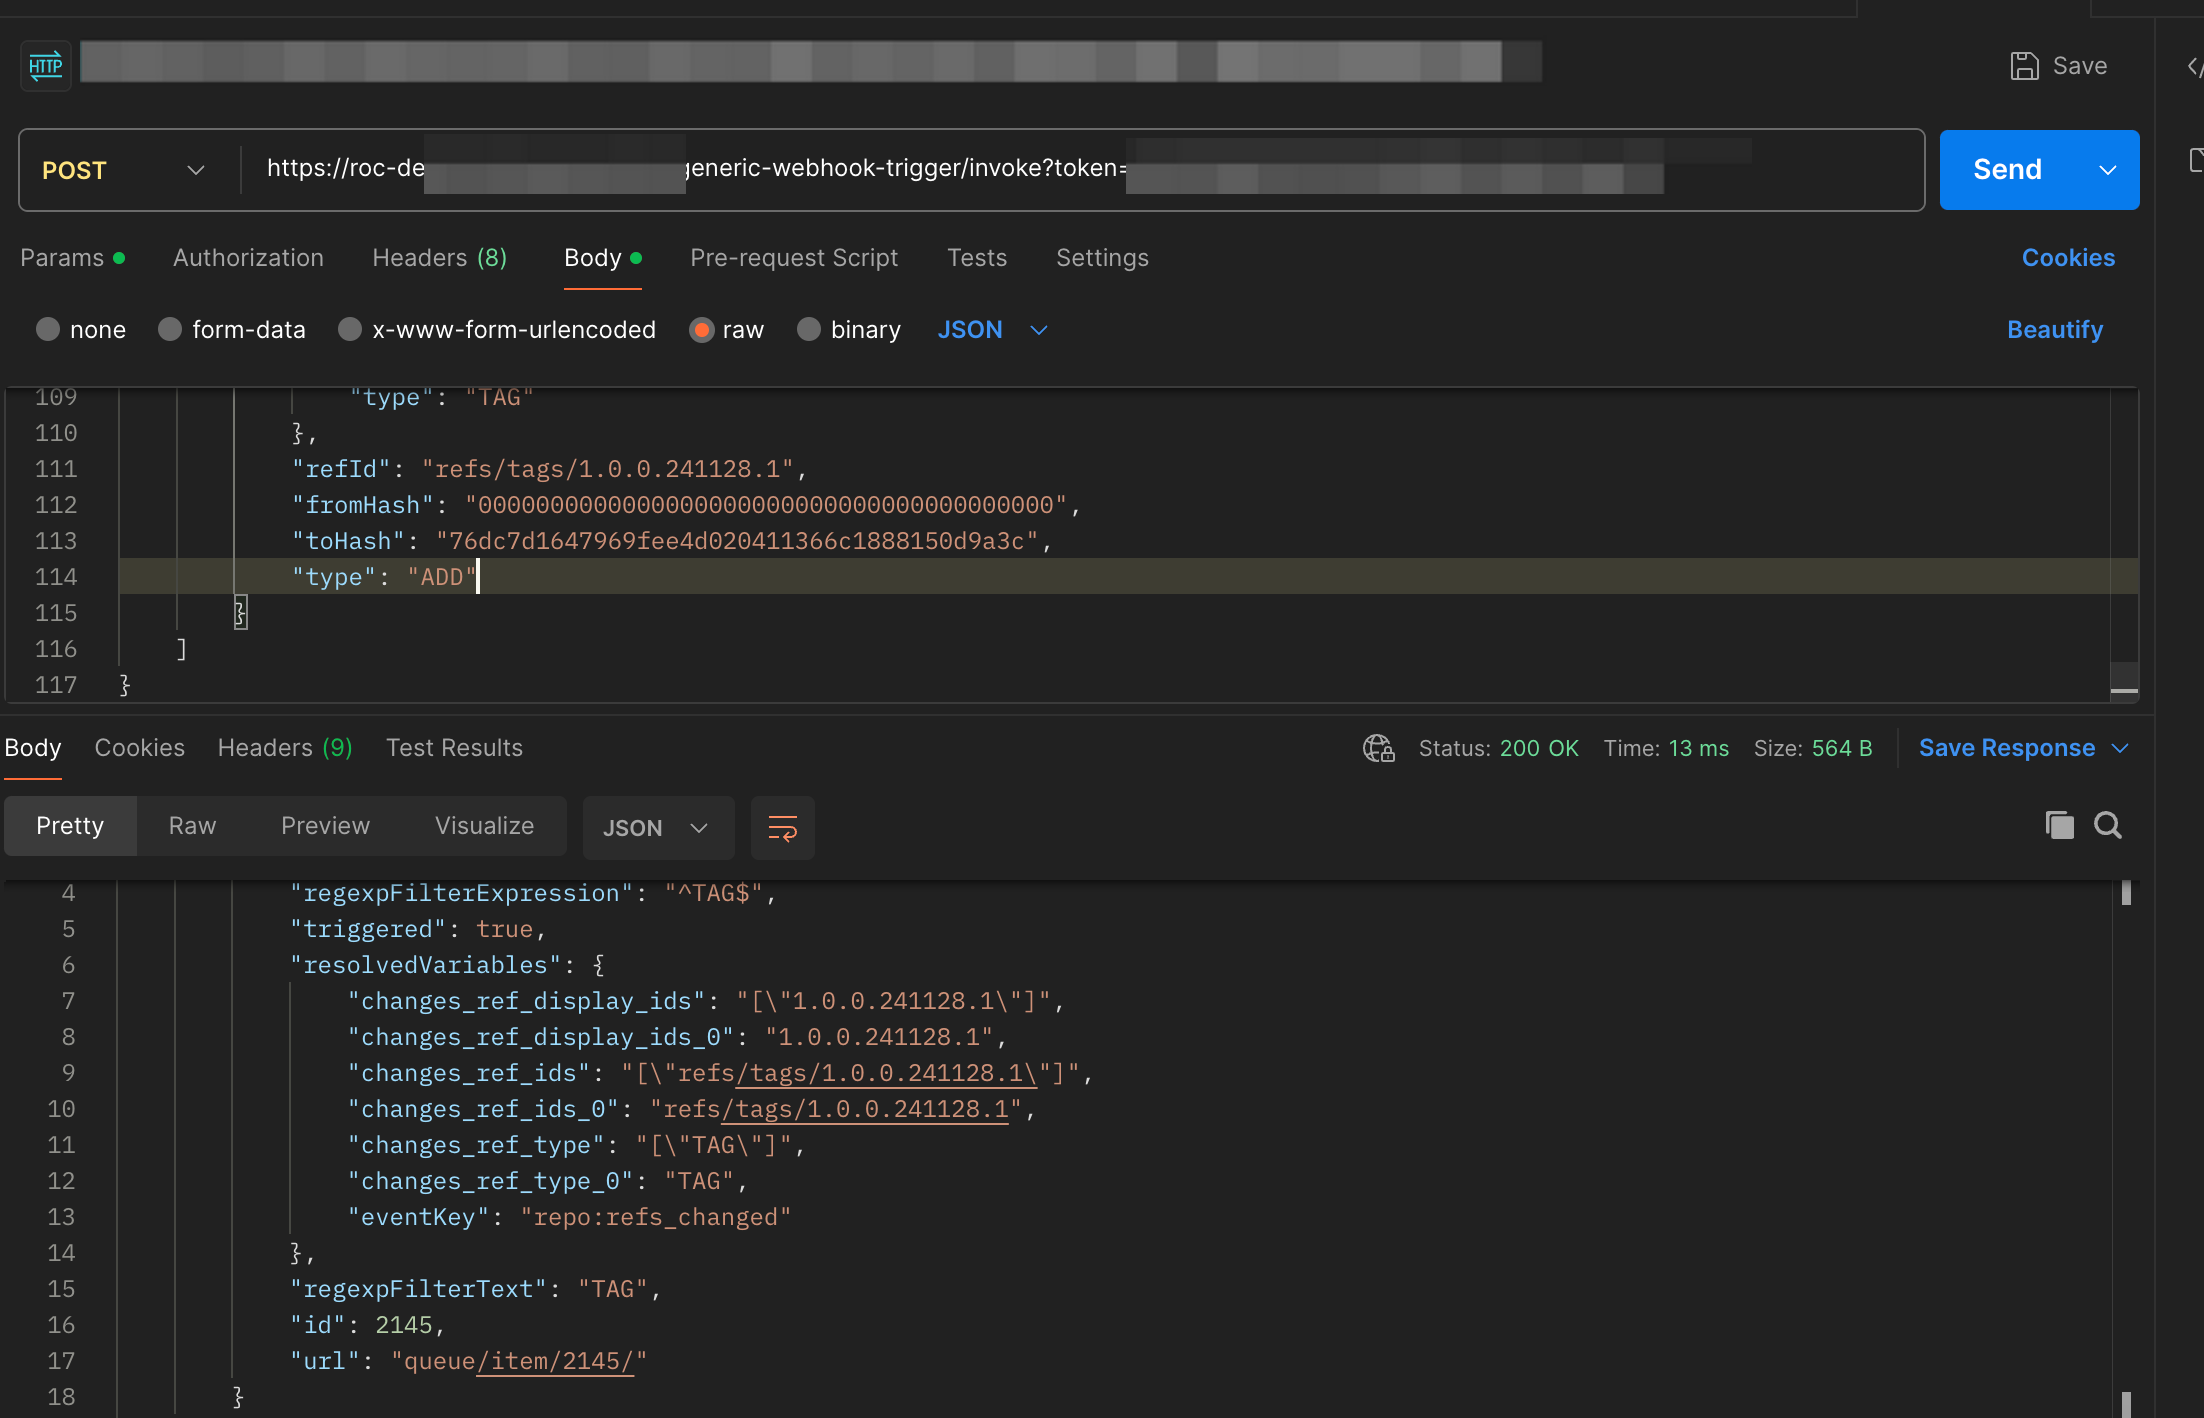 HTTP
Save
POST
https://roc-de
eneric-webhook-trigger/invoke?token=
Send
Params
Authorization
Headers (8)
Body
Pre-request Script
Tests
Settings
Cookies
none
form-data
x-www-form-urlencoded
raw
binary
JSON
Beautify
109 "type": "TAG"
110 },
111 "refId": "refs/tags/1.0.0.241128.1",
112 "fromHash": "0000000000000000000000000000000000000000",
113 "toHash": "76dc7d1647969fee4d020411366c1888150d9a3c",
114 "type": "ADD"
115 }
116 ]
117 }
Body
Cookies
Headers (9)
Test Results
Status: 200 OK
Time: 13 ms
Size: 564 B
Save Response
Pretty
Raw
Preview
Visualize
JSON
4 "regexpFilterExpression": "^TAG$",
5 "triggered": true,
6 "resolvedVariables": {
7 "changes_ref_display_ids": "[\"1.0.0.241128.1\"]",
8 "changes_ref_display_ids_0": "1.0.0.241128.1",
9 "changes_ref_ids": "[\"refs/tags/1.0.0.241128.1\"]",
10 "changes_ref_ids_0": "refs/tags/1.0.0.241128.1",
11 "changes_ref_type": "[\"TAG\"]",
12 "changes_ref_type_0": "TAG",
13 "eventKey": "repo:refs_changed"
14 },
15 "regexpFilterText": "TAG",
16 "id": 2145,
17 "url": "queue/item/2145/"
18 }